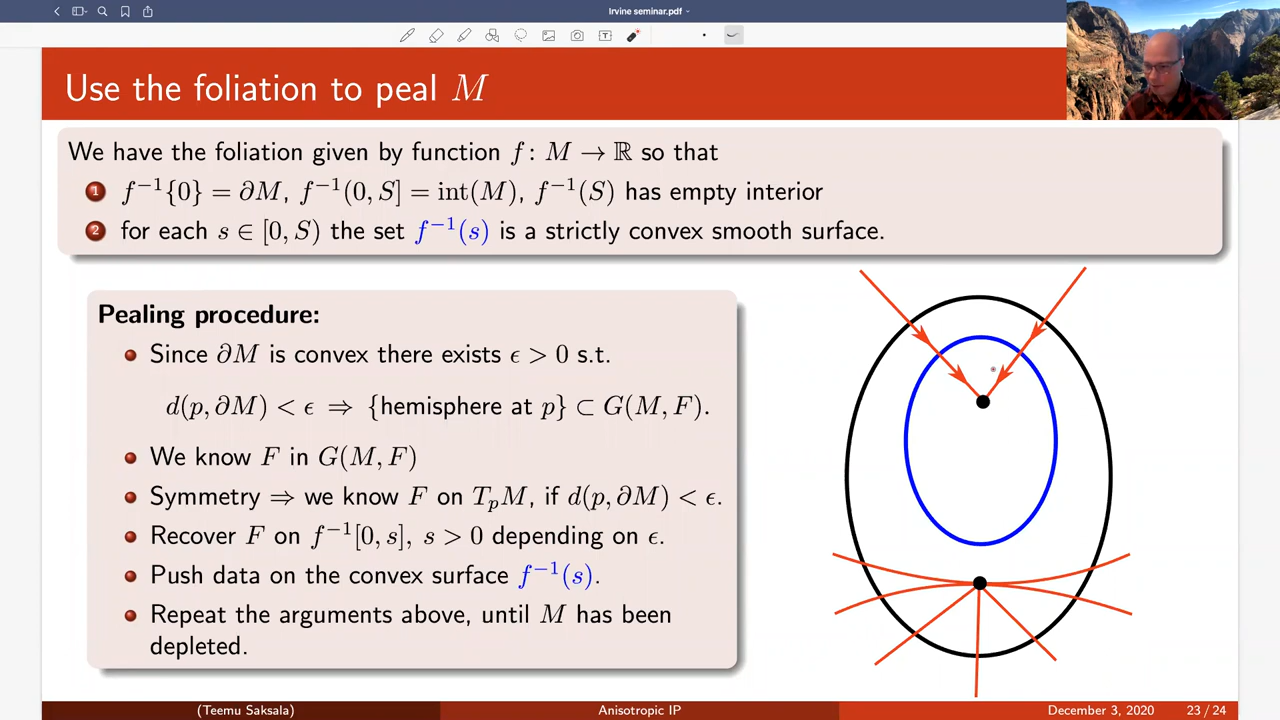 Irvine seminar.pdf
Use the foliation to peal M
We have the foliation given by function f: M → ℝ so that
1 f⁻¹{0} = ∂M, f⁻¹(0, S] = int(M), f⁻¹(S) has empty interior
2 for each s ∈ [0, S) the set f⁻¹(s) is a strictly convex smooth surface.
Pealing procedure:
Since ∂M is convex there exists ϵ > 0 s.t.
d(p, ∂M) < ϵ ⇒ {hemisphere at p} ⊂ G(M, F).
We know F in G(M, F)
Symmetry ⇒ we know F on TₚM, if d(p, ∂M) < ϵ.
Recover F on f⁻¹[0, s], s > 0 depending on ϵ.
Push data on the convex surface f⁻¹(s).
Repeat the arguments above, until M has been
depleted.
(Teemu Saksala) Anisotropic IP December 3, 2020 23 / 24